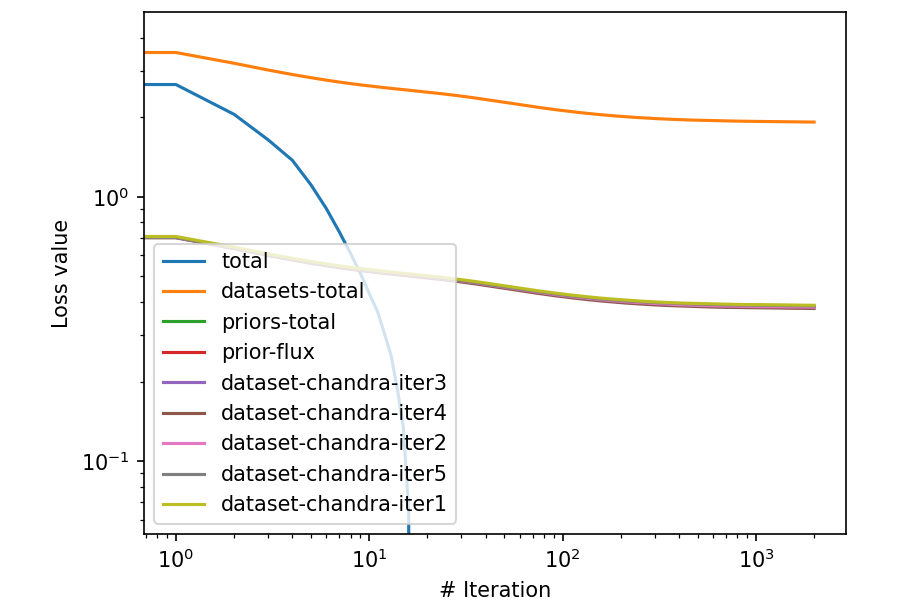 Loss value
10⁰
10⁻¹
total
datasets-total
priors-total
prior-flux
dataset-chandra-iter3
dataset-chandra-iter4
dataset-chandra-iter2
dataset-chandra-iter5
dataset-chandra-iter1
10⁰ 10¹ 10² 10³
# Iteration